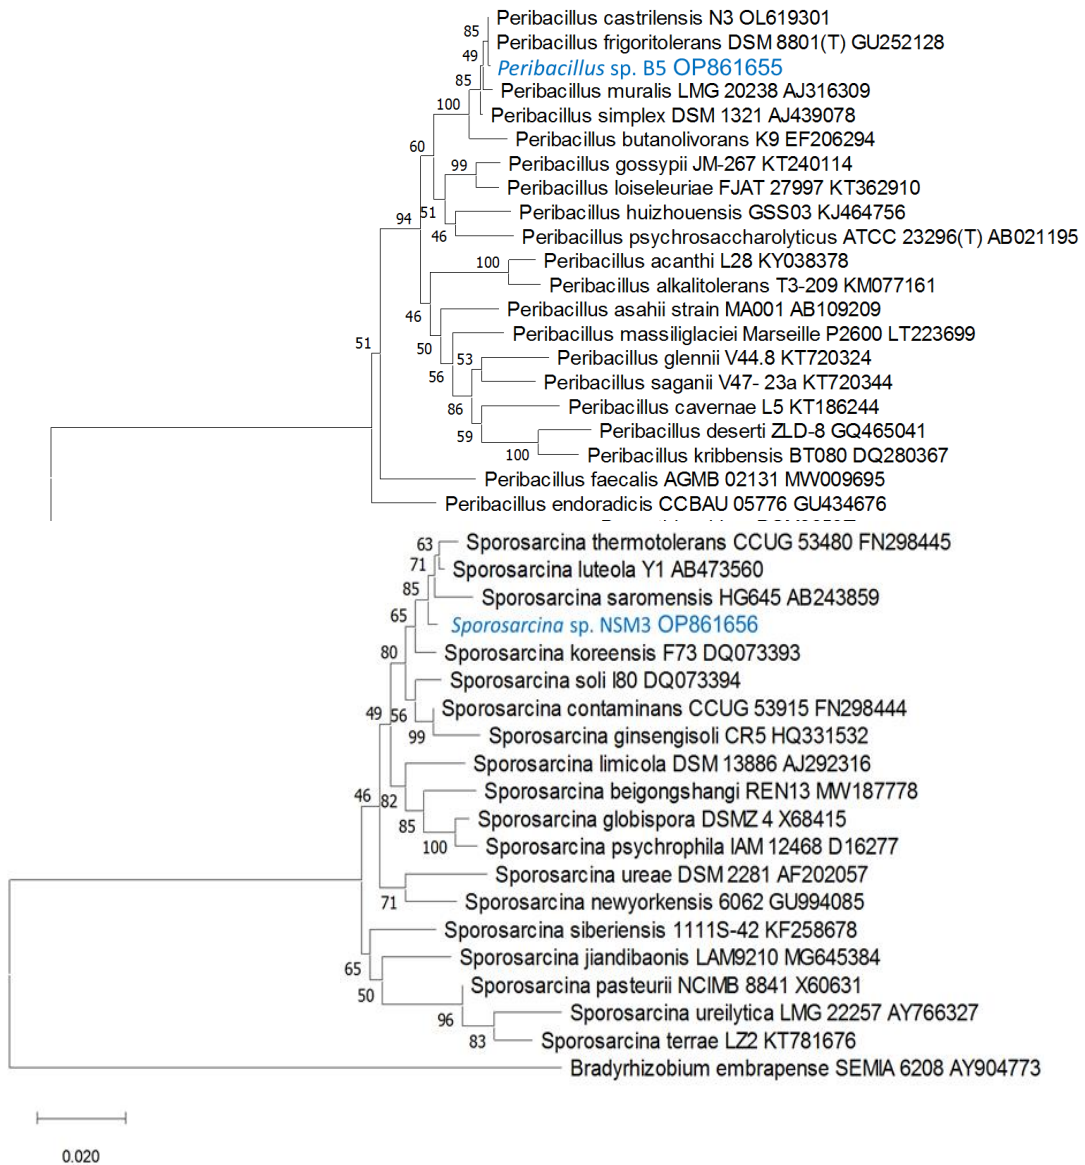 Peribacillus castrilensis N3 OL619301
85
Peribacillus frigoritolerans DSM 8801(T) GU252128
49
Peribacillus sp. B5 OP861655
85
Peribacillus muralis LMG 20238 AJ316309
100
Peribacillus simplex DSM 1321 AJ439078
Peribacillus butanolivorans K9 EF206294
60
99
Peribacillus gossypii JM-267 KT240114
Peribacillus loiseleuriae FJAT 27997 KT362910
94
51
Peribacillus huizhouensis GSS03 KJ464756
46
Peribacillus psychrosaccharolyticus ATCC 23296(T) AB021195
100
Peribacillus acanthi L28 KY038378
Peribacillus alkalitolerans T3-209 KM077161
46
Peribacillus asahii strain MA001 AB109209
Peribacillus massiliglaciei Marseille P2600 LT223699
51
50
53
Peribacillus glennii V44.8 KT720324
56
Peribacillus saganii V47- 23a KT720344
86
Peribacillus cavernae L5 KT186244
59
Peribacillus deserti ZLD-8 GQ465041
100
Peribacillus kribbensis BT080 DQ280367
Peribacillus faecalis AGMB 02131 MW009695
Peribacillus endoradicis CCBAU 05776 GU434676
63
Sporosarcina thermotolerans CCUG 53480 FN298445
71
Sporosarcina luteola Y1 AB473560
85
Sporosarcina saromensis HG645 AB243859
65
Sporosarcina sp. NSM3 OP861656
80
Sporosarcina koreensis F73 DQ073393
Sporosarcina soli I80 DQ073394
49
56
Sporosarcina contaminans CCUG 53915 FN298444
99
Sporosarcina ginsengisoli CR5 HQ331532
Sporosarcina limicola DSM 13886 AJ292316
46
82
Sporosarcina beigongshangi REN13 MW187778
85
Sporosarcina globispora DSMZ 4 X68415
100
Sporosarcina psychrophila IAM 12468 D16277
Sporosarcina ureae DSM 2281 AF202057
71
Sporosarcina newyorkensis 6062 GU994085
Sporosarcina siberiensis 1111S-42 KF258678
65
Sporosarcina jiandibaonis LAM9210 MG645384
50
Sporosarcina pasteurii NCIMB 8841 X60631
96
Sporosarcina ureilytica LMG 22257 AY766327
83
Sporosarcina terrae LZ2 KT781676
Bradyrhizobium embrapense SEMIA 6208 AY904773
0.020